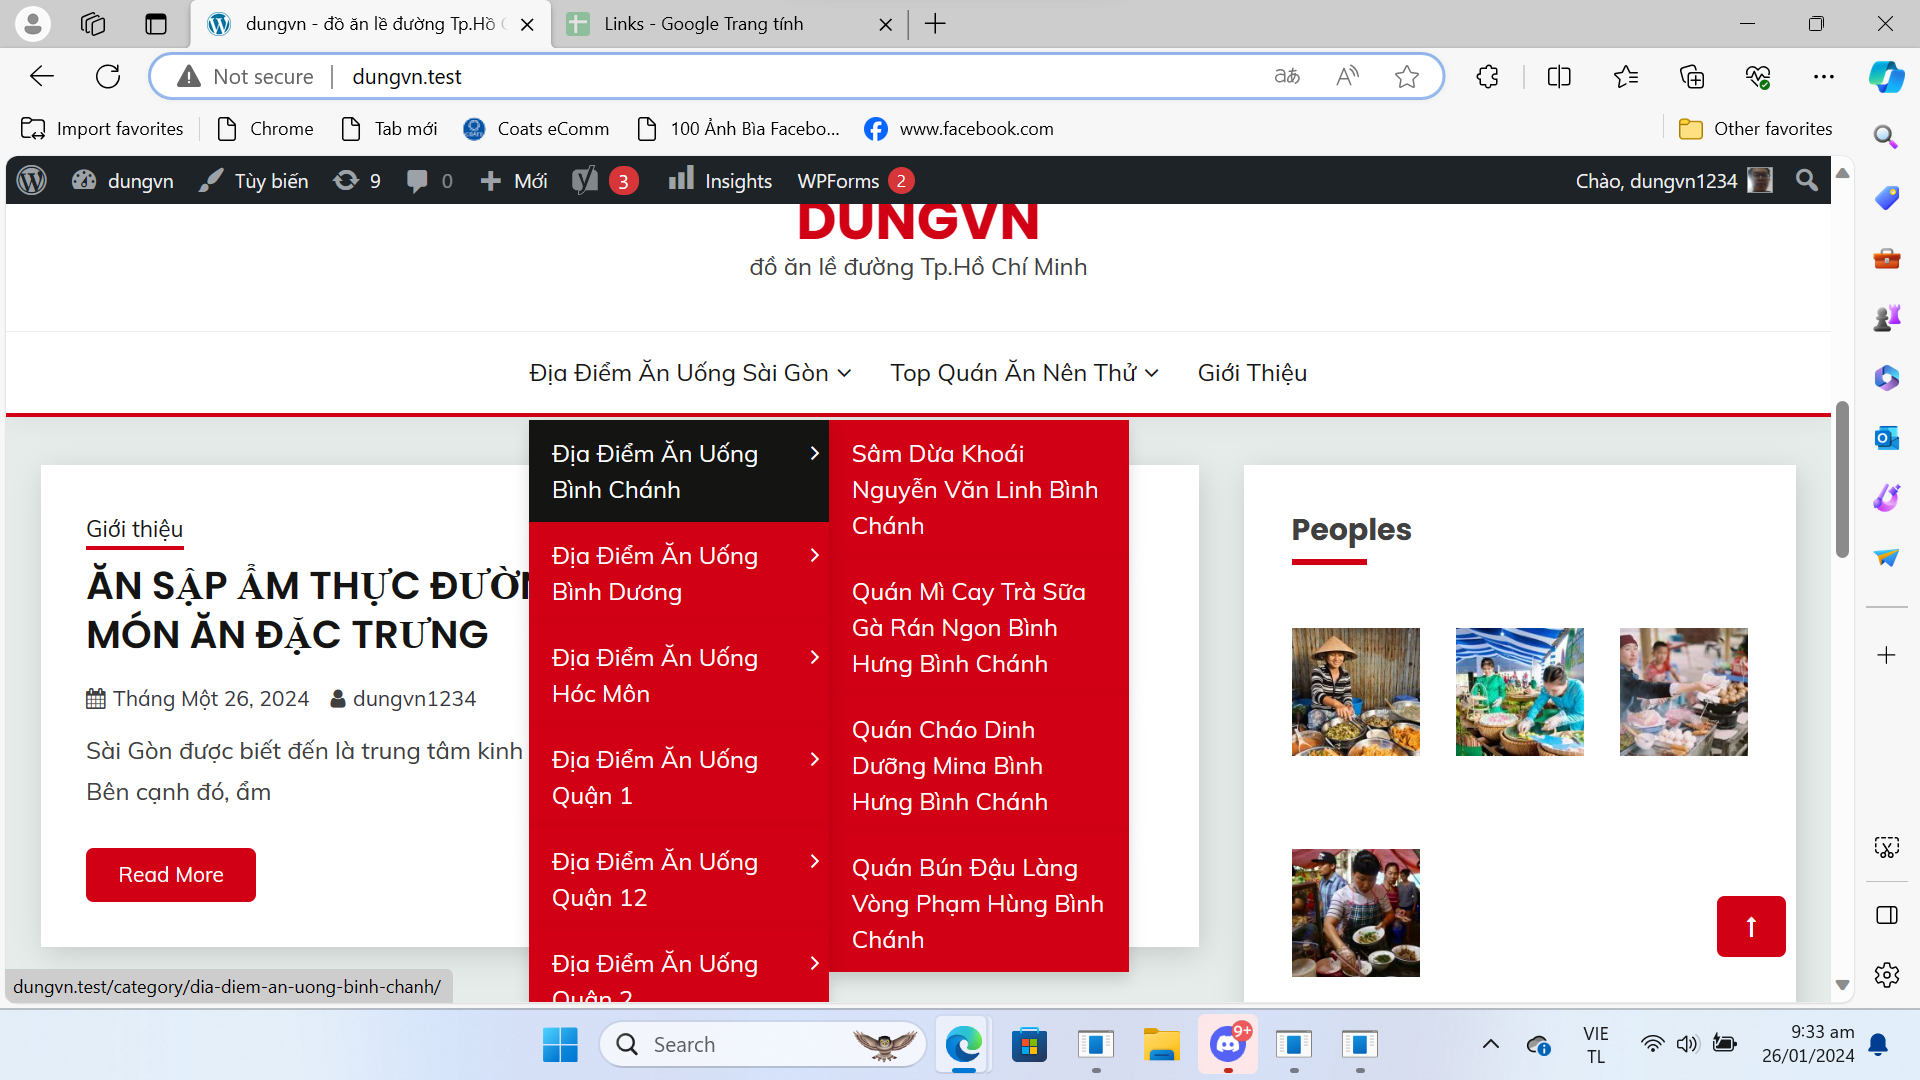 dungvn - đồ ăn lề đường Tp.Hồ
Links - Google Trang tính
Not secure
dungvn.test
Import favorites
Chrome
Tab mới
Coats eComm
100 Ảnh Bìa Facebo...
www.facebook.com
Other favorites
dungvn
Tùy biến
9
0
Mới
3
Insights
WPForms 2
Chào, dungvn1234
DUNGVN
đồ ăn lề đường Tp.Hồ Chí Minh
Địa Điểm Ăn Uống Sài Gòn
Top Quán Ăn Nên Thử
Giới Thiệu
Địa Điểm Ăn Uống
Bình Chánh
Địa Điểm Ăn Uống
Bình Dương
Địa Điểm Ăn Uống
Hóc Môn
Địa Điểm Ăn Uống
Quận 1
Địa Điểm Ăn Uống
Quận 12
Địa Điểm Ăn Uống
Quận 2
Sâm Dừa Khoái
Nguyễn Văn Linh Bình
Chánh
Quán Mì Cay Trà Sữa
Gà Rán Ngon Bình
Hưng Bình Chánh
Quán Cháo Dinh
Dưỡng Mina Bình
Hưng Bình Chánh
Quán Bún Đậu Làng
Vòng Phạm Hùng Bình
Chánh
Giới thiệu
ĂN SẬP ẨM THỰC ĐƯỜN
MÓN ĂN ĐẶC TRƯNG
Tháng Một 26, 2024
dungvn1234
Sài Gòn được biết đến là trung tâm kinh
Bên cạnh đó, ẩm
Read More
Peoples
dungvn.test/category/dia-diem-an-uong-binh-chanh/
Search
9+
VIE
TL
9:33 am
26/01/2024